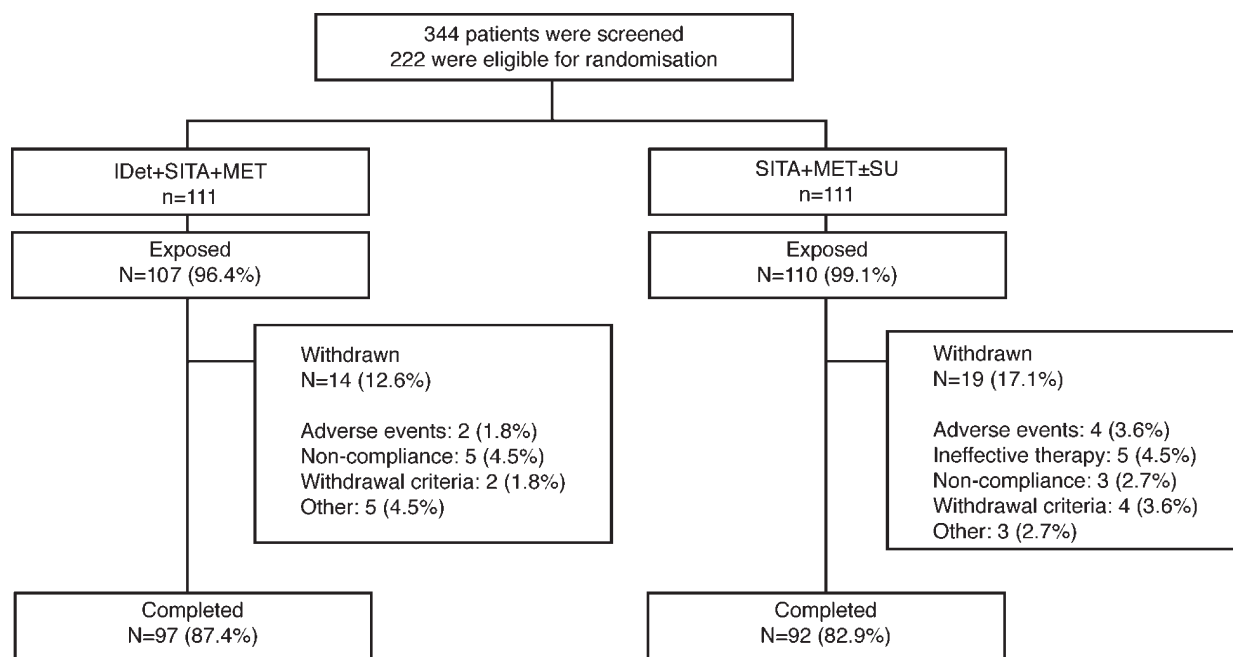 344 patients were screened
222 were eligible for randomisation
IDet+SITA+MET
n=111
SITA+MET±SU
n=111
Exposed
N=107 (96.4%)
Exposed
N=110 (99.1%)
Withdrawn
N=14 (12.6%)
Adverse events: 2 (1.8%)
Non-compliance: 5 (4.5%)
Withdrawal criteria: 2 (1.8%)
Other: 5 (4.5%)
Withdrawn
N=19 (17.1%)
Adverse events: 4 (3.6%)
Ineffective therapy: 5 (4.5%)
Non-compliance: 3 (2.7%)
Withdrawal criteria: 4 (3.6%)
Other: 3 (2.7%)
Completed
N=97 (87.4%)
Completed
N=92 (82.9%)